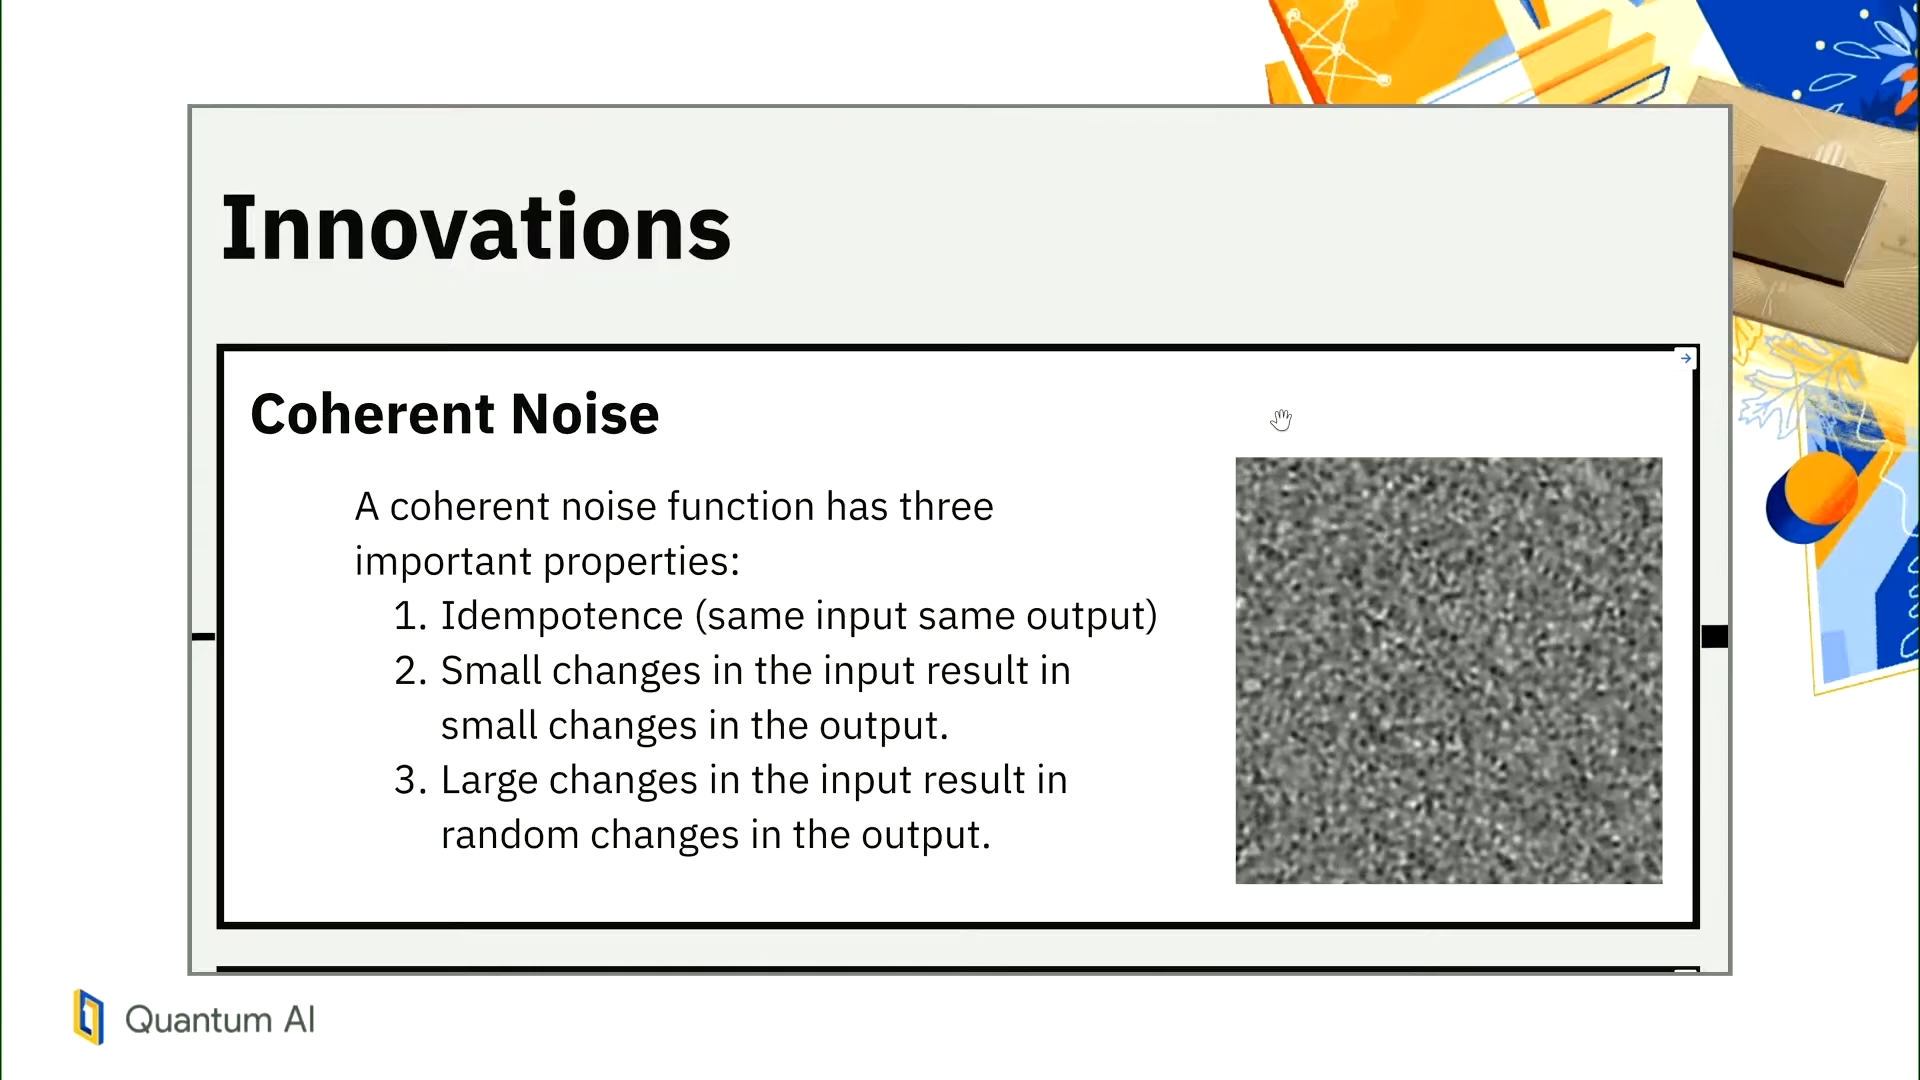 Innovations
Coherent Noise
A coherent noise function has three
important properties:
1. Idempotence (same input same output)
2. Small changes in the input result in
small changes in the output.
3. Large changes in the input result in
random changes in the output.
Quantum AI